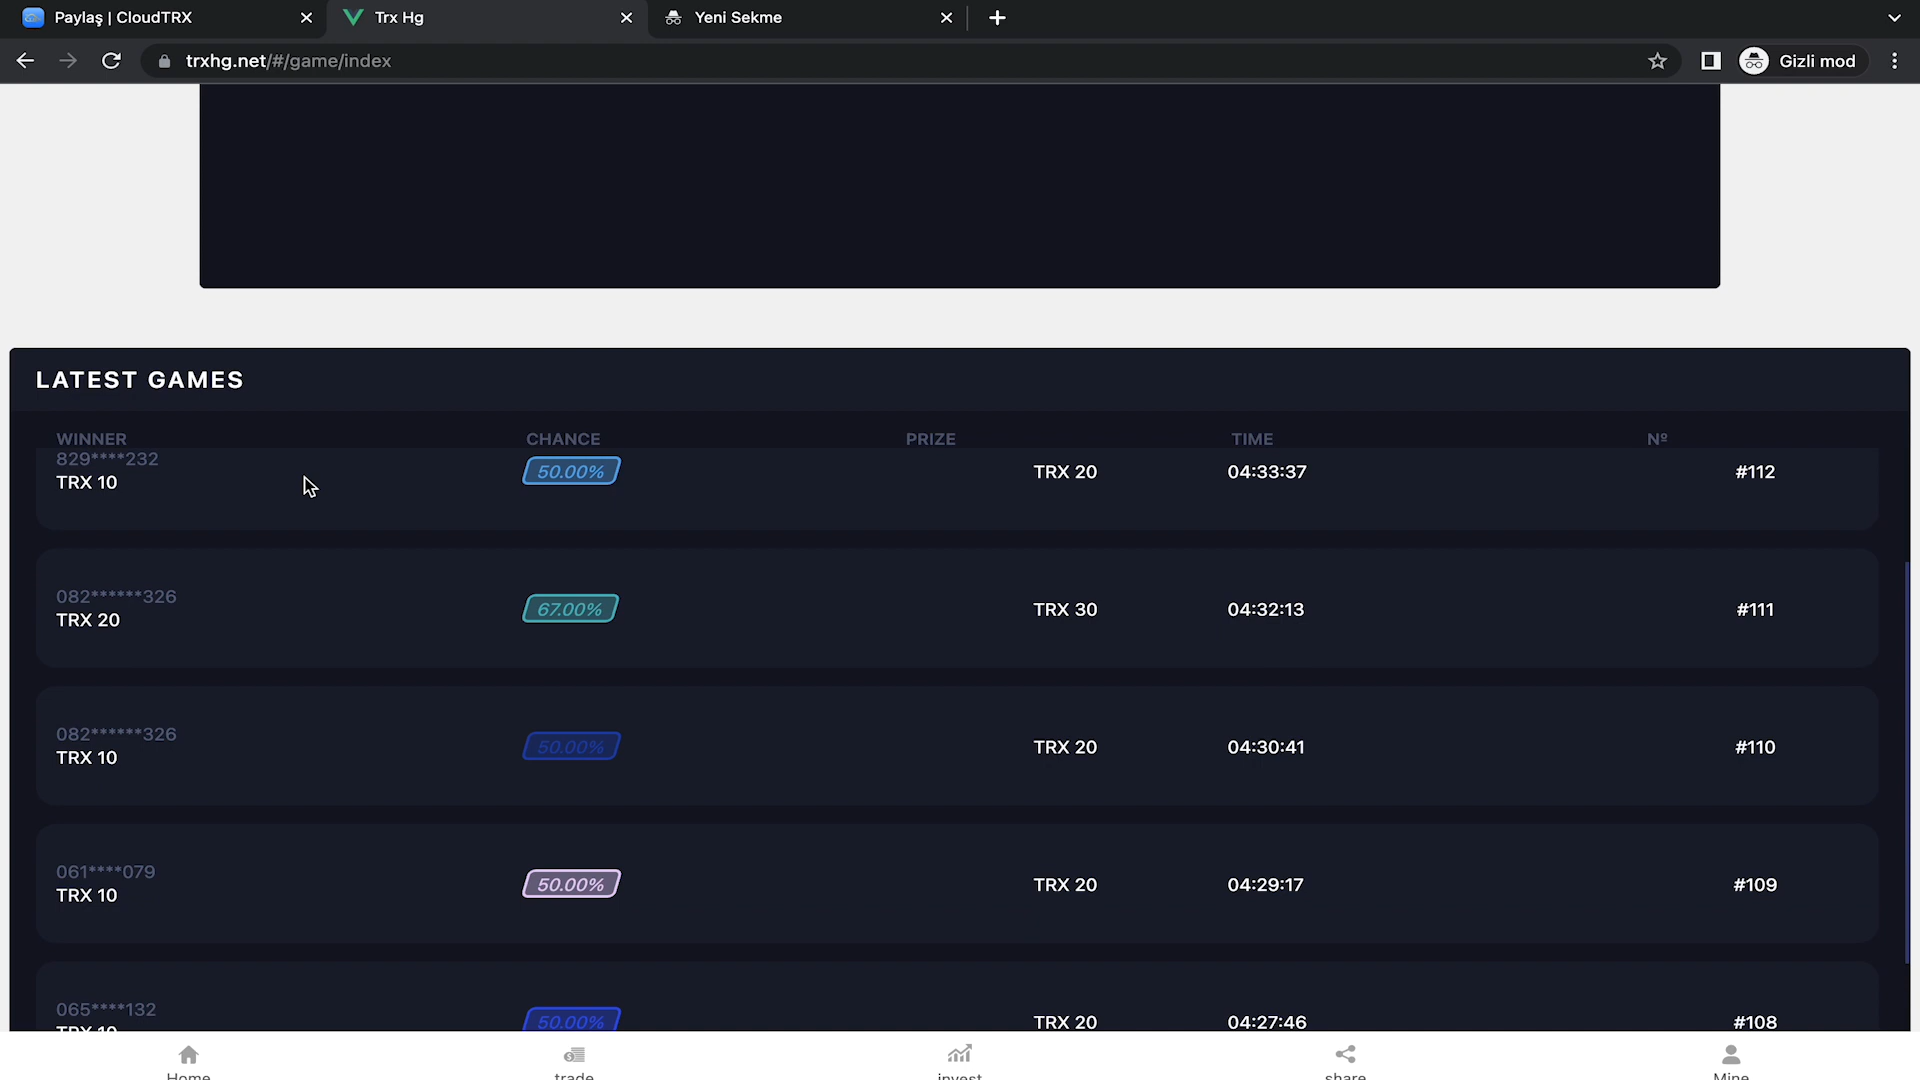 Paylaş | CloudTRX
Trx Hg
Yeni Sekme
trxhg.net/#/game/index
Gizli mod
LATEST GAMES
WINNER CHANCE PRIZE TIME Nº
829****232
TRX 10 50.00% TRX 20 04:33:37 #112
082******326
TRX 20 67.00% TRX 30 04:32:13 #111
082******326
TRX 10 50.00% TRX 20 04:30:41 #110
061****079
TRX 10 50.00% TRX 20 04:29:17 #109
065****132
TRX 10 50.00% TRX 20 04:27:46 #108
Home trade invest share Mine